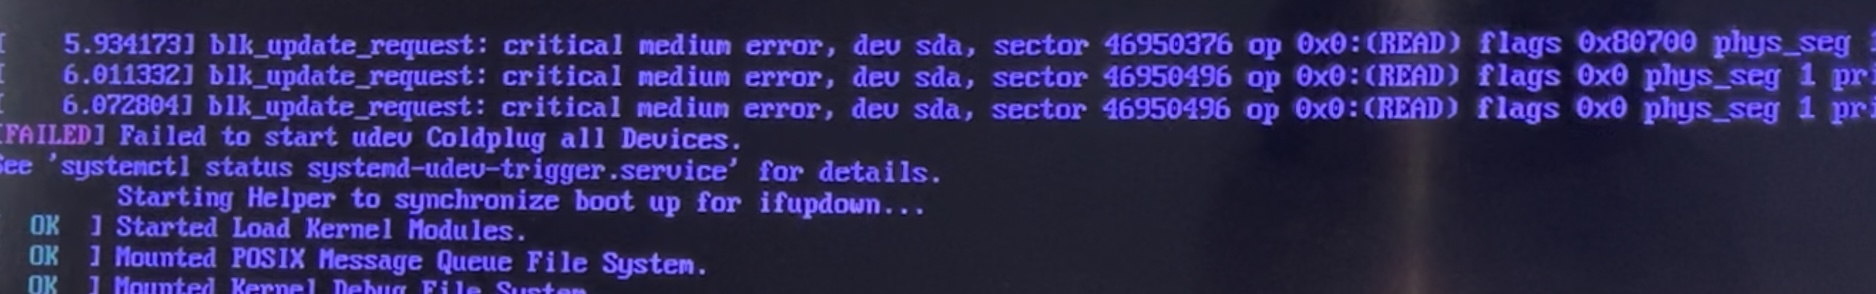 [    5.934173] blk_update_request: critical medium error, dev sda, sector 46950376 op 0x0:(READ) flags 0x80700 phys_seg
[    6.011332] blk_update_request: critical medium error, dev sda, sector 46950496 op 0x0:(READ) flags 0x0 phys_seg 1 pr
[    6.072804] blk_update_request: critical medium error, dev sda, sector 46950496 op 0x0:(READ) flags 0x0 phys_seg 1 pr
[FAILED] Failed to start udev Coldplug all Devices.
See 'systemctl status systemd-udev-trigger.service' for details.
Starting Helper to synchronize boot up for ifupdown...
OK ] Started Load Kernel Modules.
OK ] Mounted POSIX Message Queue File System.
OK ] Mounted Kernel Debug File System.